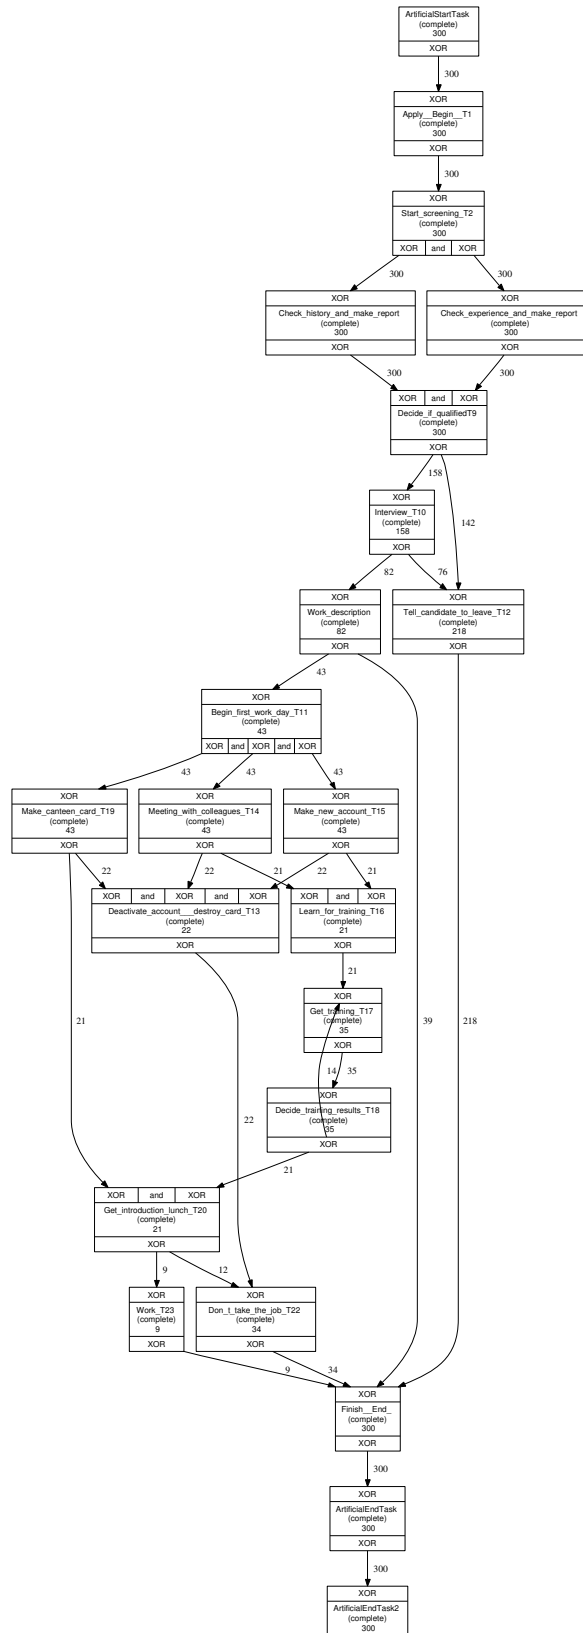 ArtificialStartTask
(complete)
300
XOR
300
XOR
Apply__Begin__T1
(complete)
300
XOR
300
XOR
Start_screening_T2
(complete)
300
XOR and XOR
300 300
XOR
Check_history_and_make_report
(complete)
300
XOR
XOR
Check_experience_and_make_report
(complete)
300
XOR
300 300
XOR and XOR
Decide_if_qualifiedT9
(complete)
300
XOR
158
142
XOR
Interview_T10
(complete)
158
XOR
82 76
XOR
Work_description
(complete)
82
XOR
XOR
Tell_candidate_to_leave_T12
(complete)
218
XOR
43
XOR
Begin_first_work_day_T11
(complete)
43
XOR and XOR and XOR
43 43 43
XOR
Make_canteen_card_T19
(complete)
43
XOR
XOR
Meeting_with_colleagues_T14
(complete)
43
XOR
XOR
Make_new_account_T15
(complete)
43
XOR
22 22 21 22 21
XOR and XOR and XOR
Deactivate_account___destroy_card_T13
(complete)
22
XOR
XOR and XOR
Learn_for_training_T16
(complete)
21
XOR
21
XOR
Get_training_T17
(complete)
35
XOR
21 39 218
14 35
XOR
Decide_training_results_T18
(complete)
35
XOR
22
21
XOR and XOR
Get_introduction_lunch_T20
(complete)
21
XOR
9 12
XOR
Work_T23
(complete)
9
XOR
XOR
Don_t_take_the_job_T22
(complete)
34
XOR
9 34
XOR
Finish__End_
(complete)
300
XOR
300
XOR
ArtificialEndTask
(complete)
300
XOR
300
XOR
ArtificialEndTask2
(complete)
300